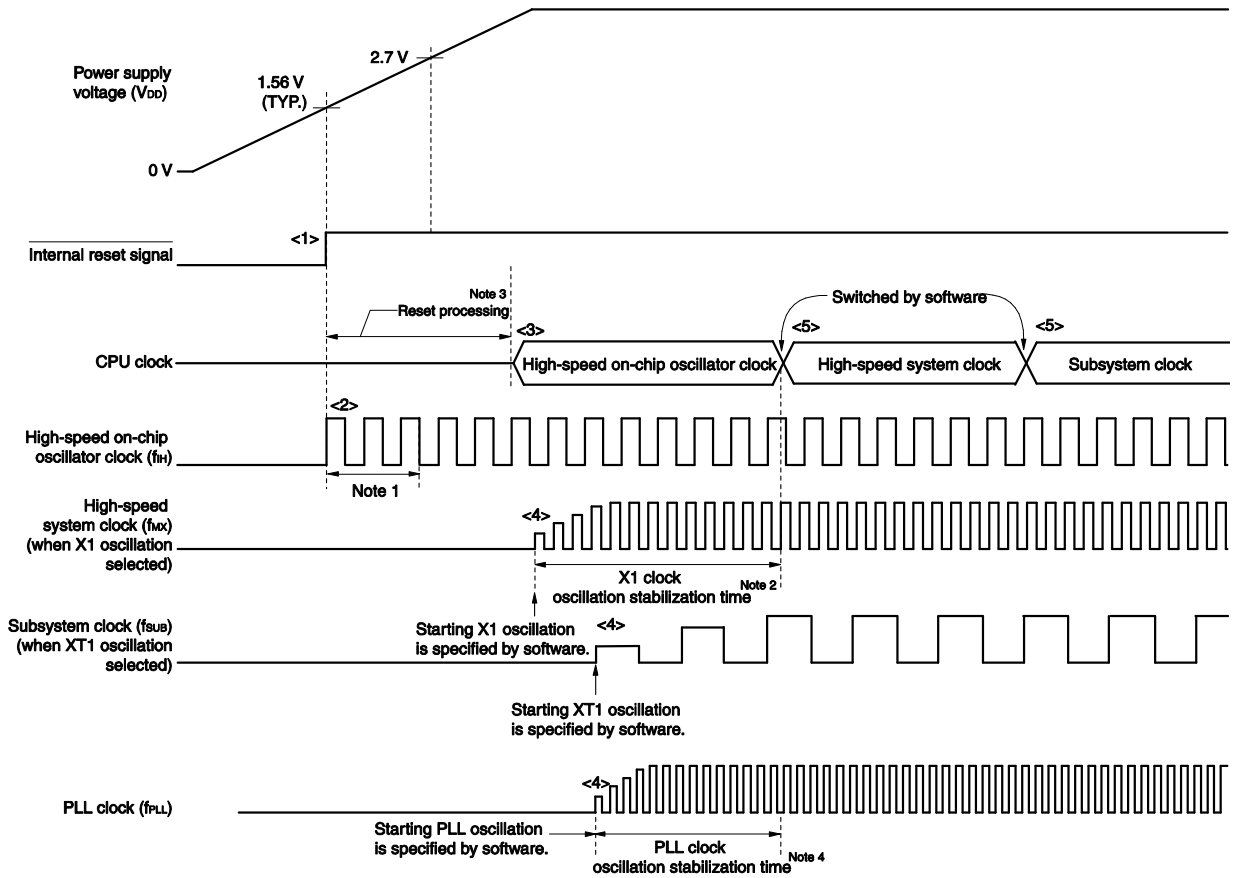 Power supply
voltage (VDD)
1.56 V
(TYP.)
2.7 V
0 V
Internal reset signal
<1>
Note 3
Reset processing
Switched by software
<3>
<5>
<5>
CPU clock
High-speed on-chip oscillator clock
High-speed system clock
Subsystem clock
<2>
High-speed on-chip
oscillator clock (fIH)
Note 1
High-speed
system clock (fMX)
(when X1 oscillation
selected)
<4>
X1 clock
oscillation stabilization time Note 2
Starting X1 oscillation
is specified by software.
Subsystem clock (fSUB)
(when XT1 oscillation
selected)
<4>
Starting XT1 oscillation
is specified by software.
PLL clock (fPLL)
<4>
Starting PLL oscillation
is specified by software.
PLL clock
oscillation stabilization time Note 4